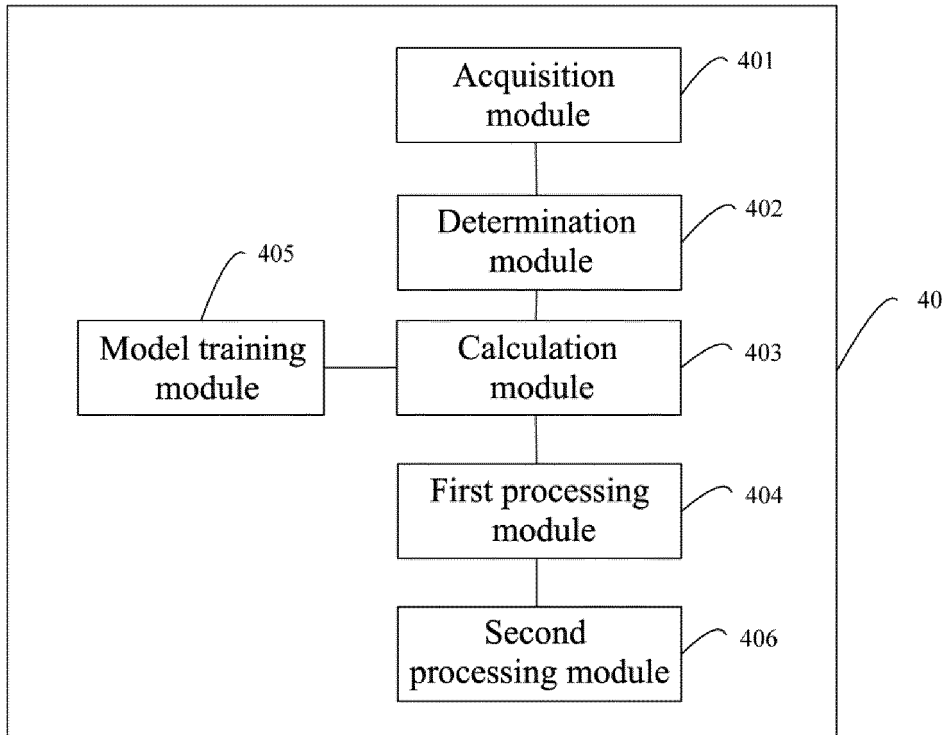 Acquisition
module
401
Determination
module
402
405
40
Model training
module
Calculation
module
403
First processing
module
404
Second
processing module
406